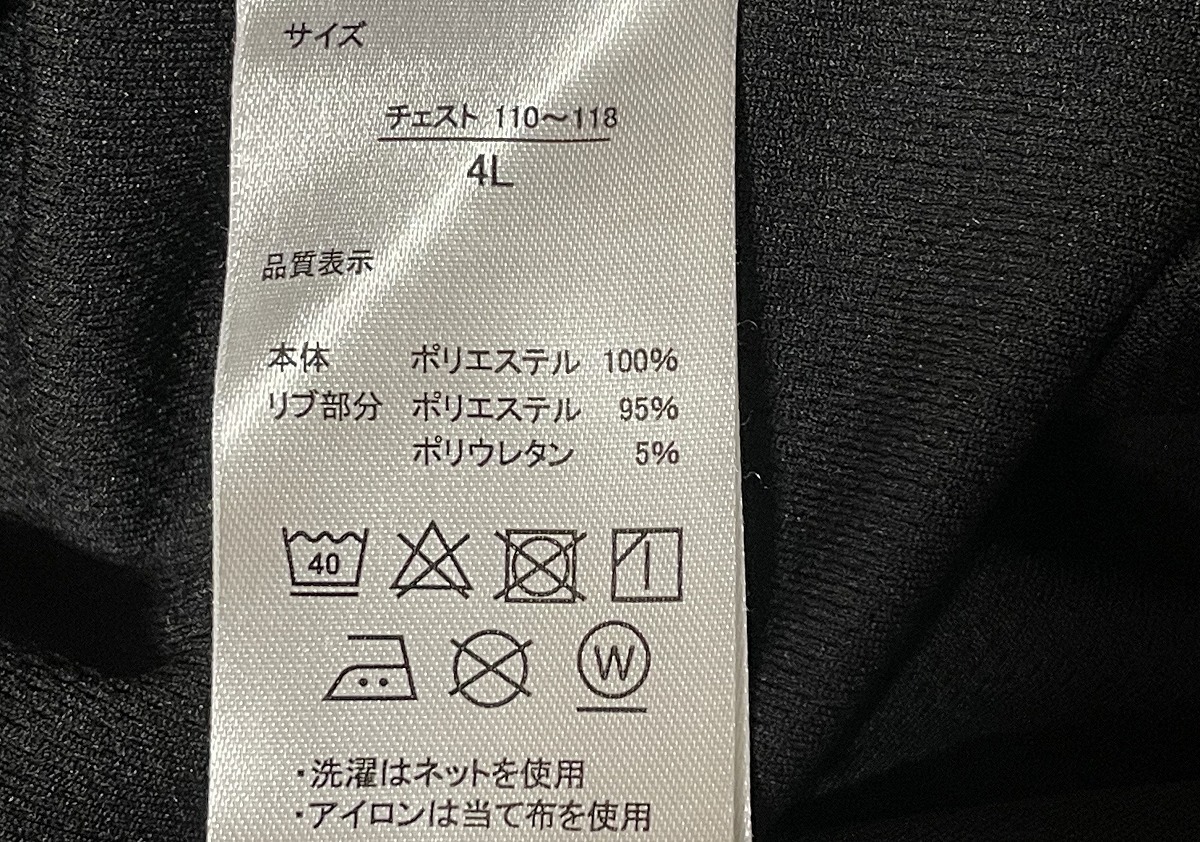 サイズ
チェスト 110～118
4L
品質表示
本体 ポリエステル 100%
リブ部分 ポリエステル 95%
ポリウレタン 5%
40
W
・洗濯はネットを使用
・アイロンは当て布を使用